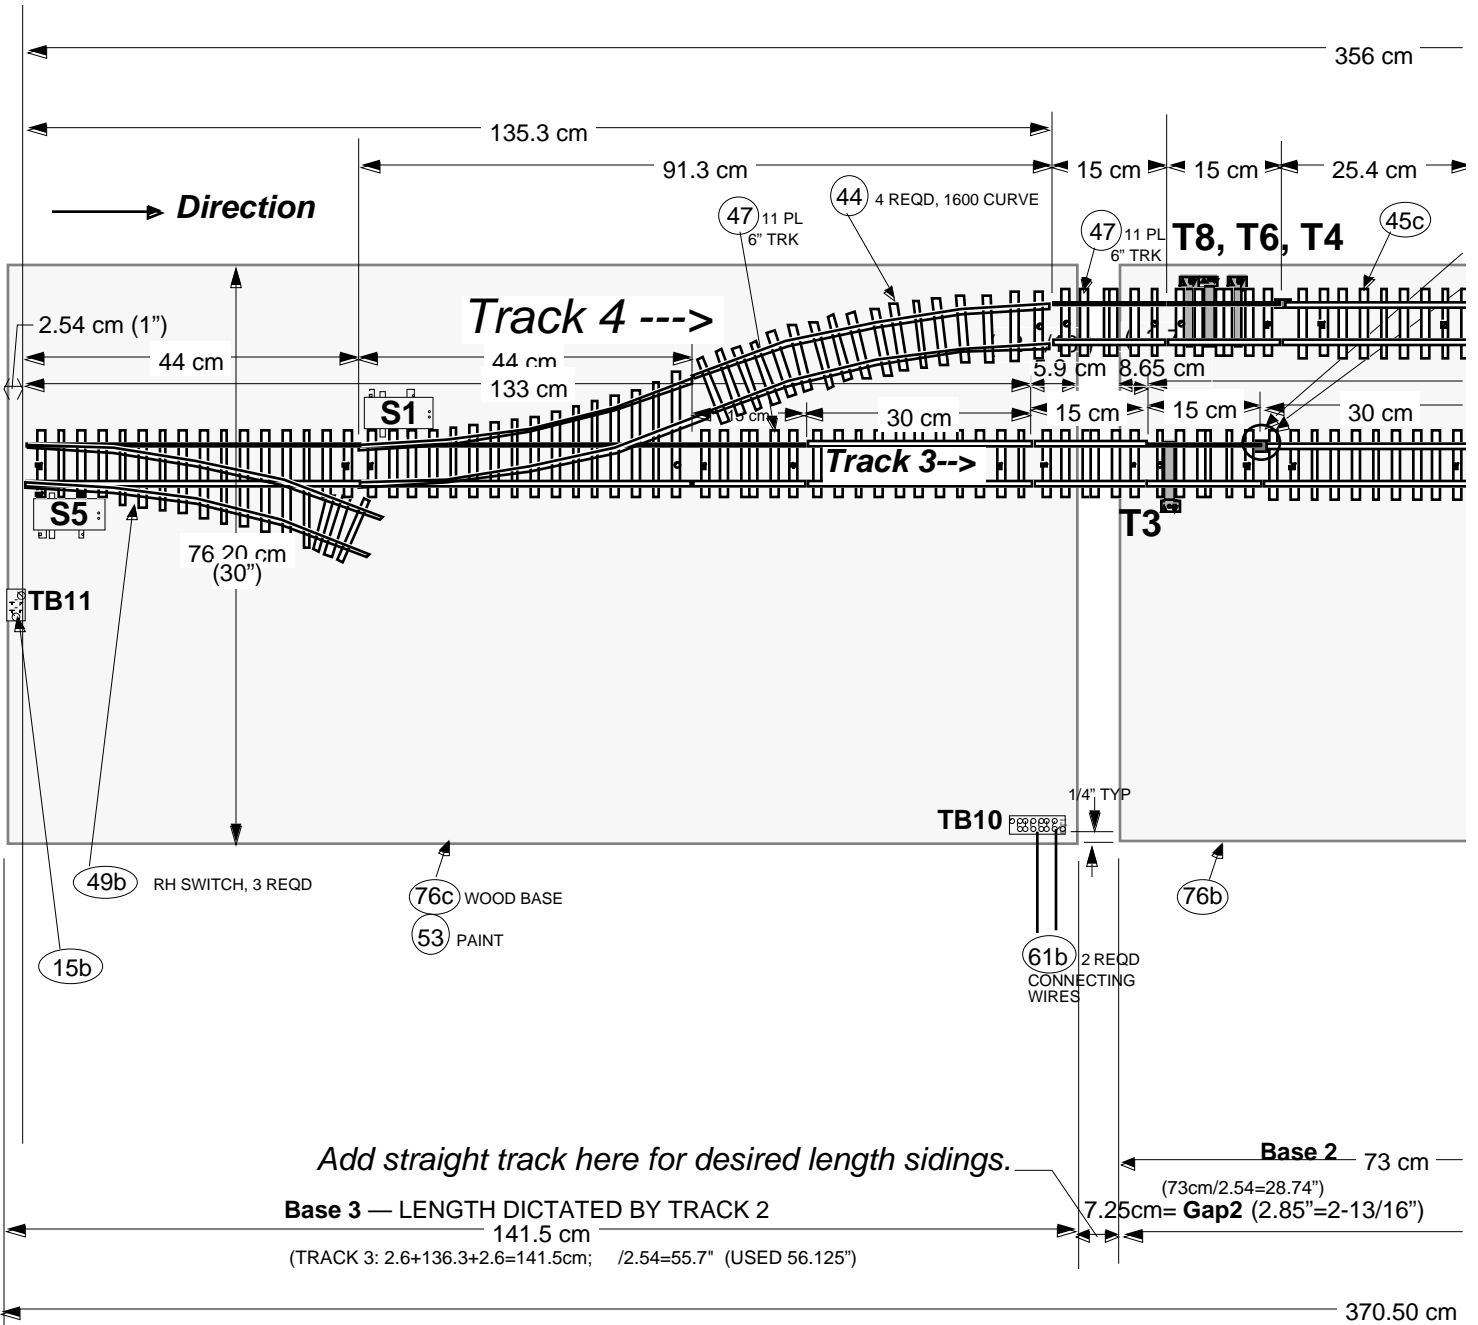 356 cm
135.3 cm
91.3 cm
15 cm
15 cm
25.4 cm
Direction
47
11 PL
6” TRK
44
4 REQD, 1600 CURVE
47
11 PL
6” TRK
T8, T6, T4
45c
Track 4 --->
2.54 cm (1”)
44 cm
44 cm
133 cm
5.9 cm
8.65 cm
S1
30 cm
15 cm
15 cm
30 cm
Track 3-->
S5
T3
76.20 cm
(30”)
TB11
1/4” TYP
TB10
49b
RH SWITCH, 3 REQD
76c
WOOD BASE
76b
53
PAINT
15b
61b
2 REQD
CONNECTING
WIRES
Add straight track here for desired length sidings.
Base 2
73 cm
(73cm/2.54=28.74”)
Base 3 — LENGTH DICTATED BY TRACK 2
7.25cm= Gap2 (2.85”=2-13/16”)
141.5 cm
(TRACK 3: 2.6+136.3+2.6=141.5cm; /2.54=55.7" (USED 56.125”)
370.50 cm